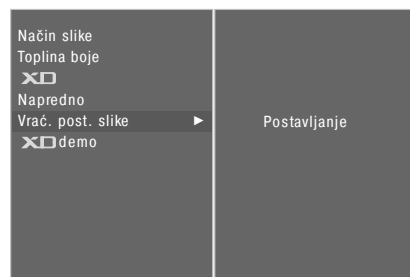 Način slike
Toplina boje
XD
Napredno
Vrać. post. slike ► Postavljanje
XD demo